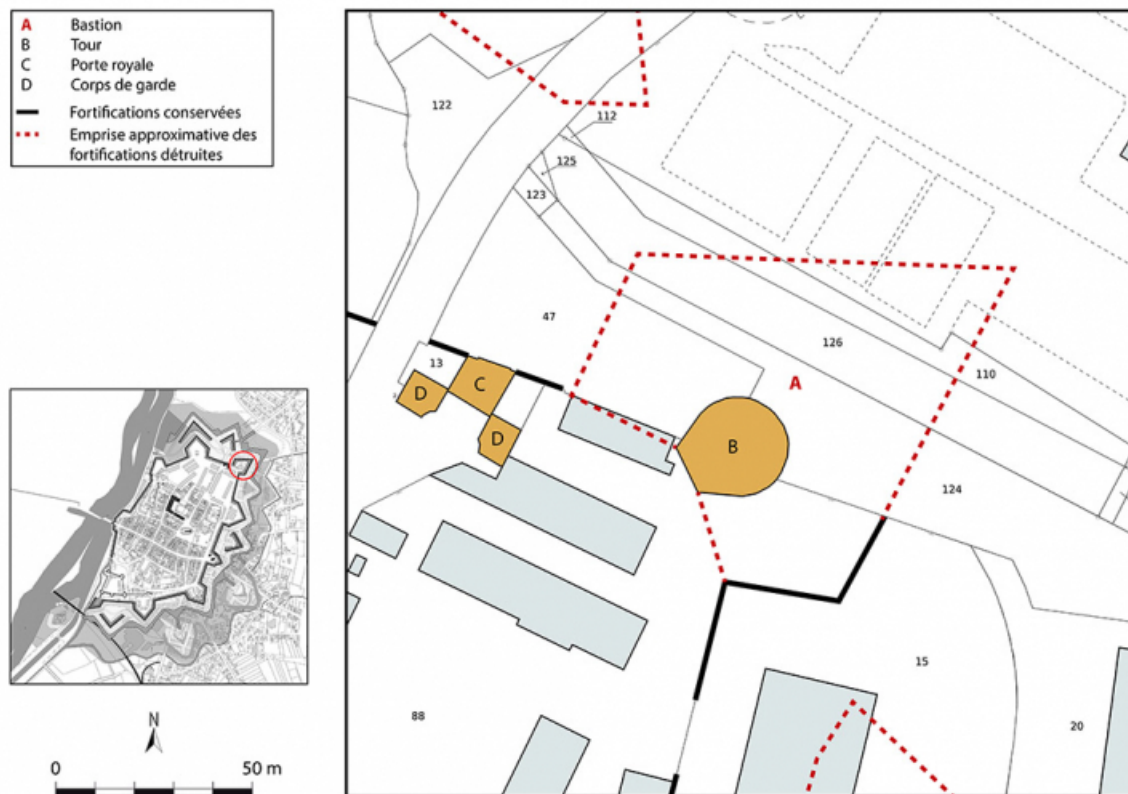 A Bastion
B Tour
C Porte royale
D Corps de garde
Fortifications conservées
Emprise approximative des
fortifications détruites
122
112
125
123
47
126
110
13
A
C
D
D
B
124
15
88
20
N
0 50 m